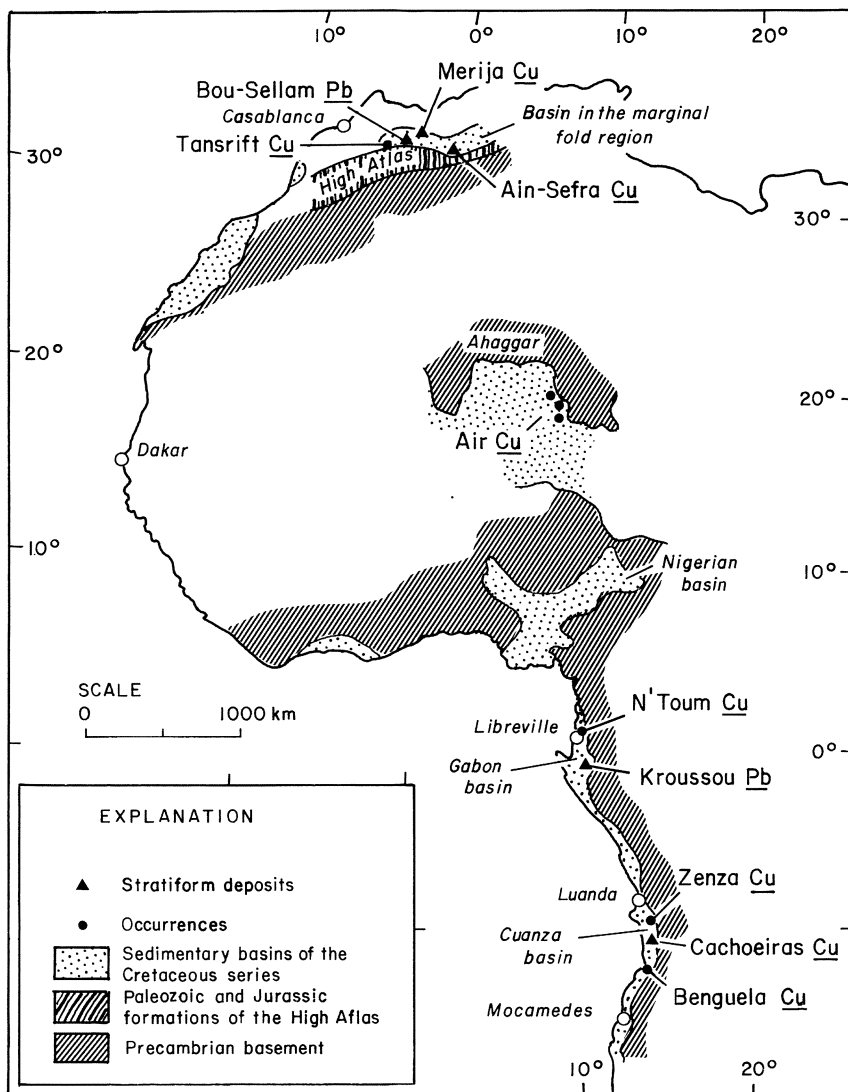 10° 0° 10° 20°
Merija Cu
Bou-Sellam Pb
Casablanca
Basin in the marginal
fold region
Tansrift Cu
30°
High Atlas
Ain-Sefra Cu
30°
20°
Ahaggar
20°
Air Cu
Dakar
10°
Nigerian
basin
10°
SCALE
0 1000 km
N'Toum Cu
Libreville
0°
Gabon
basin
Kroussou Pb
EXPLANATION
Stratiform deposits
Occurrences
Sedimentary basins of the
Cretaceous series
Paleozoic and Jurassic
formations of the High Aflas
Precambrian basement
Zenza Cu
Luanda
Cuanza
basin
Cachoeiras Cu
Benguela Cu
Mocamedes
10° 20°